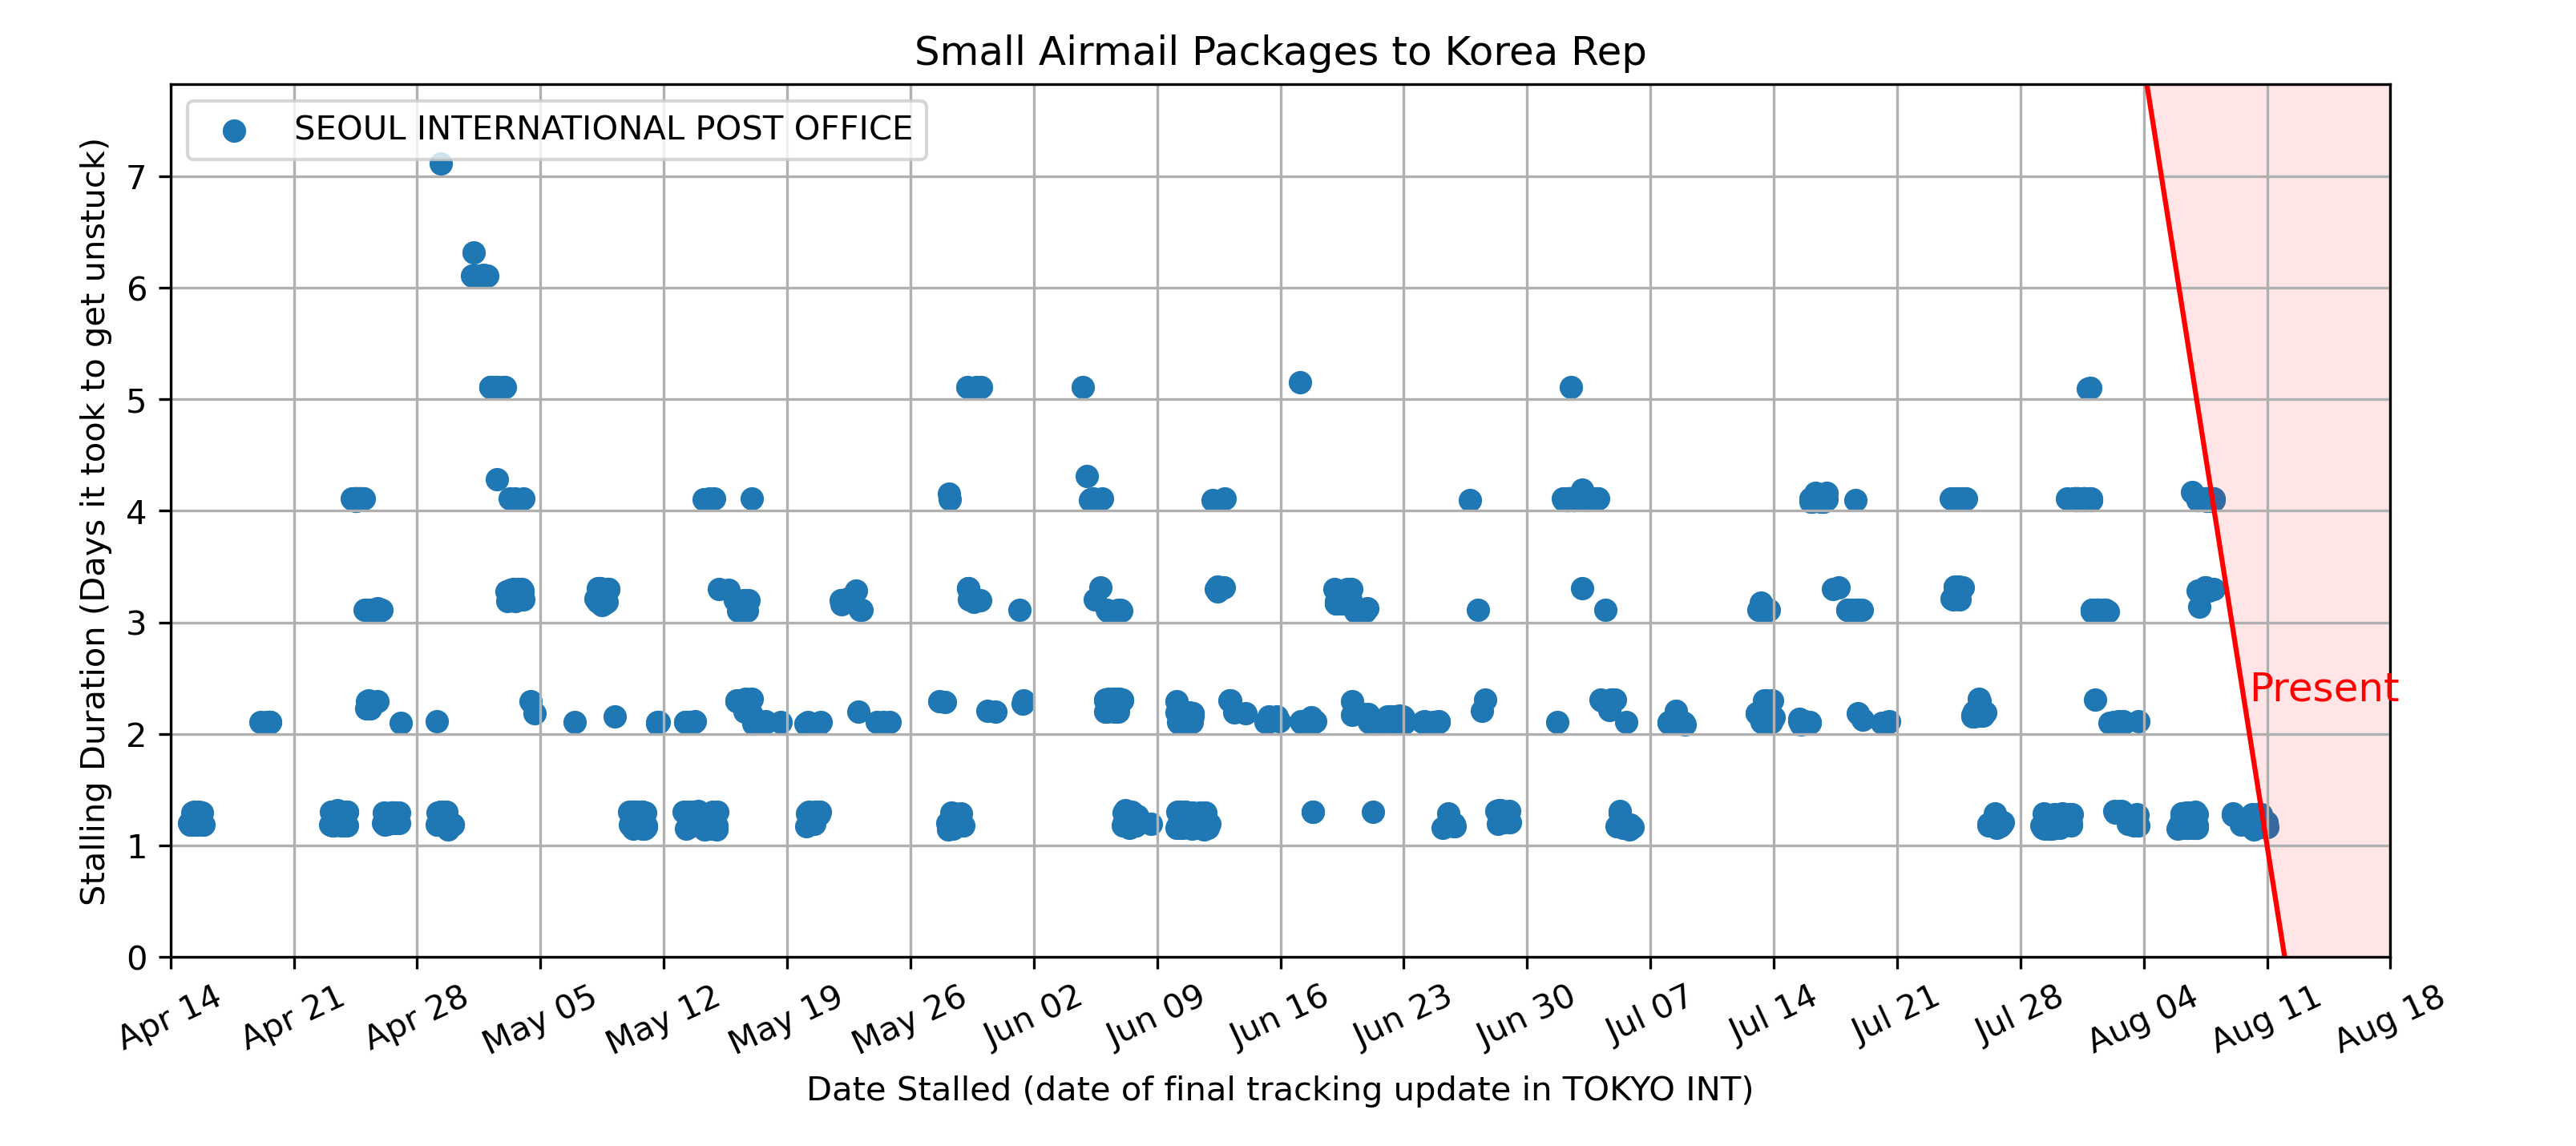 Small Airmail Packages to Korea Rep
SEOUL INTERNATIONAL POST OFFICE
Stalling Duration (Days it took to get unstuck)
7
6
5
4
3
2
1
0
Present
Apr 14
Apr 21
Apr 28
May 05
May 12
May 19
May 26
Jun 02
Jun 09
Jun 16
Jun 23
Jun 30
Jul 07
Jul 14
Jul 21
Jul 28
Aug 04
Aug 11
Aug 18
Date Stalled (date of final tracking update in TOKYO INT)